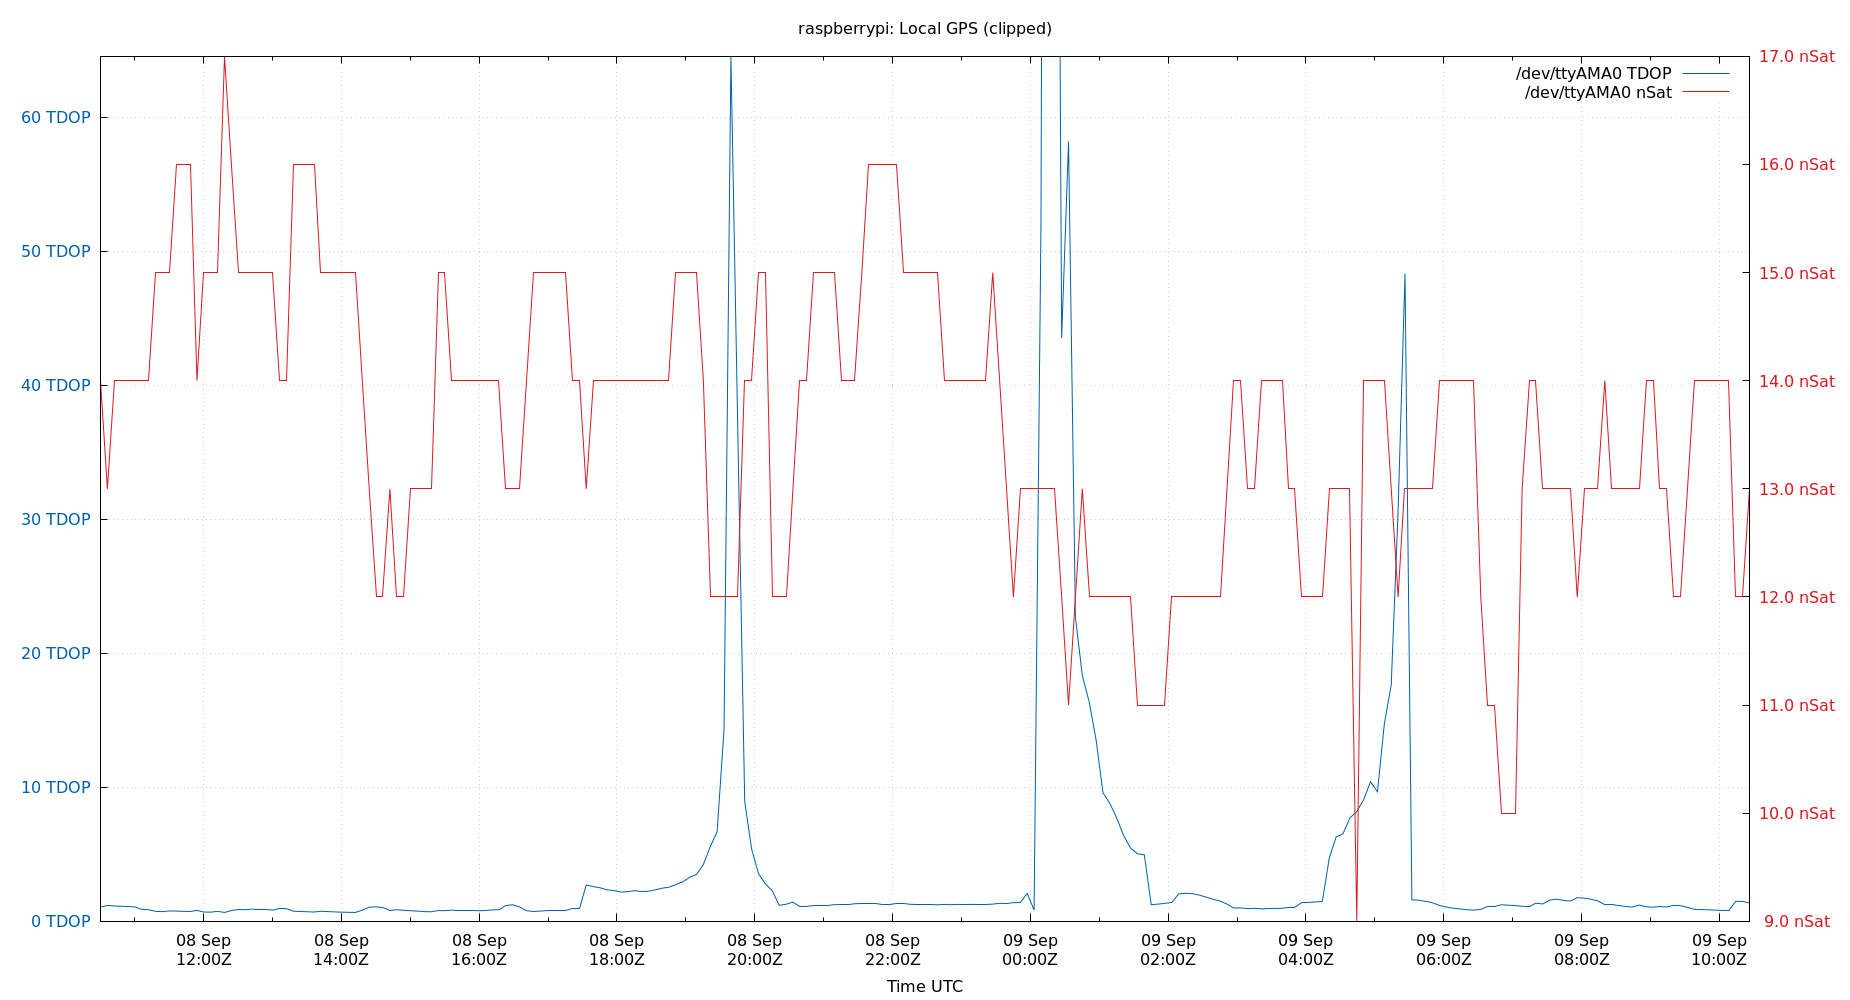 raspberrypi: Local GPS (clipped)
/dev/ttyAMA0 TDOP
/dev/ttyAMA0 nSat
60 TDOP
50 TDOP
40 TDOP
30 TDOP
20 TDOP
10 TDOP
0 TDOP
17.0 nSat
16.0 nSat
15.0 nSat
14.0 nSat
13.0 nSat
12.0 nSat
11.0 nSat
10.0 nSat
9.0 nSat
08 Sep
12:00Z
08 Sep
14:00Z
08 Sep
16:00Z
08 Sep
18:00Z
08 Sep
20:00Z
08 Sep
22:00Z
09 Sep
00:00Z
09 Sep
02:00Z
09 Sep
04:00Z
09 Sep
06:00Z
09 Sep
08:00Z
09 Sep
10:00Z
Time UTC